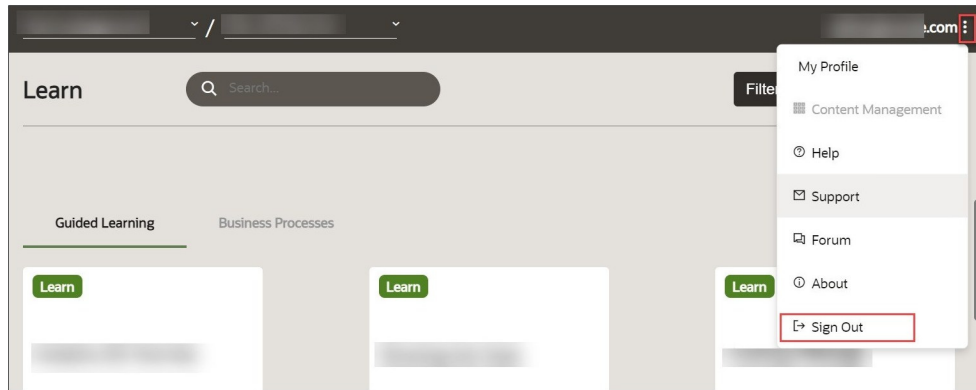 /
.com
Learn
Search...
Filte
My Profile
Content Management
Help
Support
Forum
About
Sign Out
Guided Learning
Business Processes
Learn
Learn
Learn